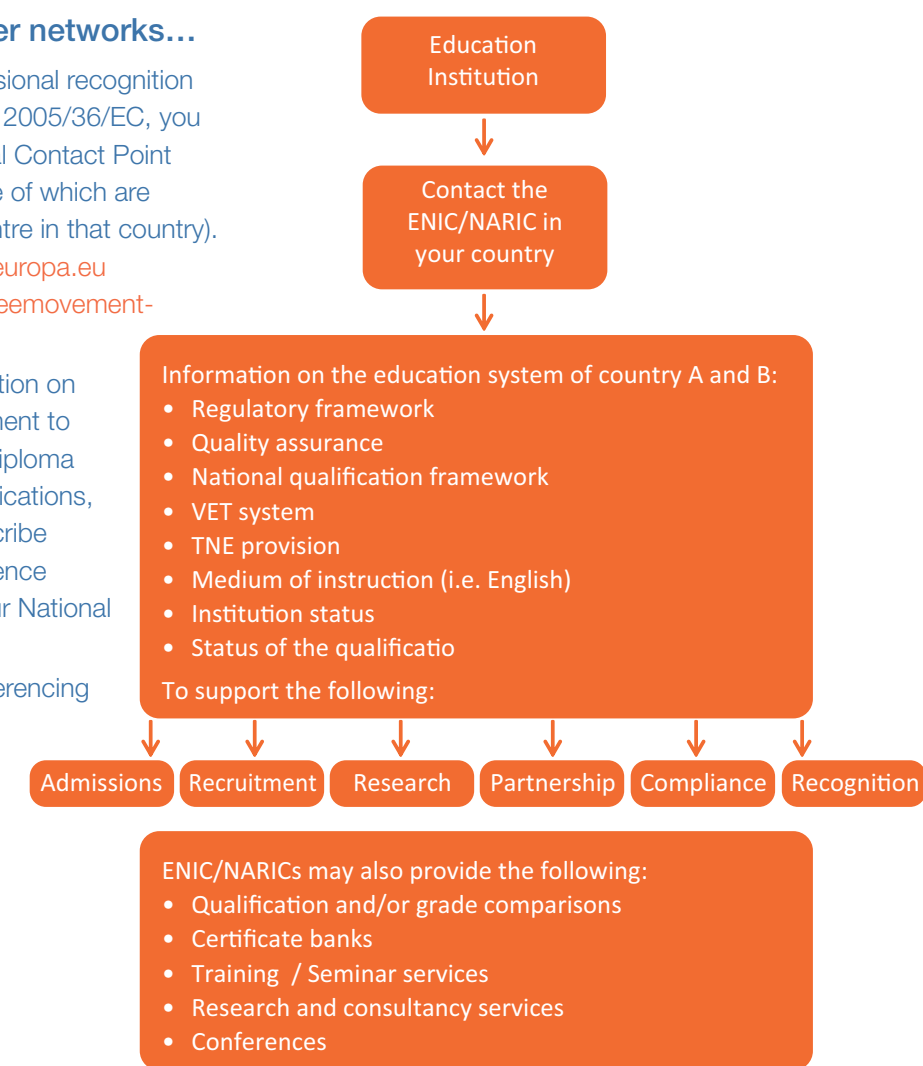 er networks…
sional recognition
2005/36/EC, you
al Contact Point
e of which are
ntre in that country).
europa.eu
eemovement-
tion on
ment to
iploma
ications,
cribe
ence
ur National
erencing
Education
Institution
Contact the
ENIC/NARIC in
your country
Information on the education system of country A and B:
• Regulatory framework
• Quality assurance
• National qualification framework
• VET system
• TNE provision
• Medium of instruction (i.e. English)
• Institution status
• Status of the qualificatio
To support the following:
Admissions
Recruitment
Research
Partnership
Compliance
Recognition
ENIC/NARICs may also provide the following:
• Qualification and/or grade comparisons
• Certificate banks
• Training / Seminar services
• Research and consultancy services
• Conferences